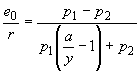 e₀/r = (p₁ − p₂) / (p₁(a/y − 1) + p₂)